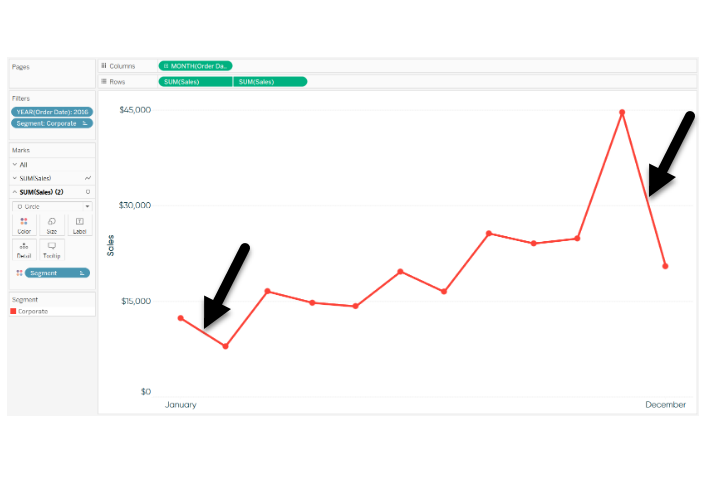 Pages
Columns
MONTH(Order Da..
Rows
SUM(Sales)
SUM(Sales)
Filters
YEAR(Order Date): 2016
Segment: Corporate
Marks
All
SUM(Sales)
SUM(Sales) (2)
Circle
Color
Size
Label
Detail
Tooltip
Segment
Segment
Corporate
$45,000
$30,000
Sales
$15,000
$0
January
December